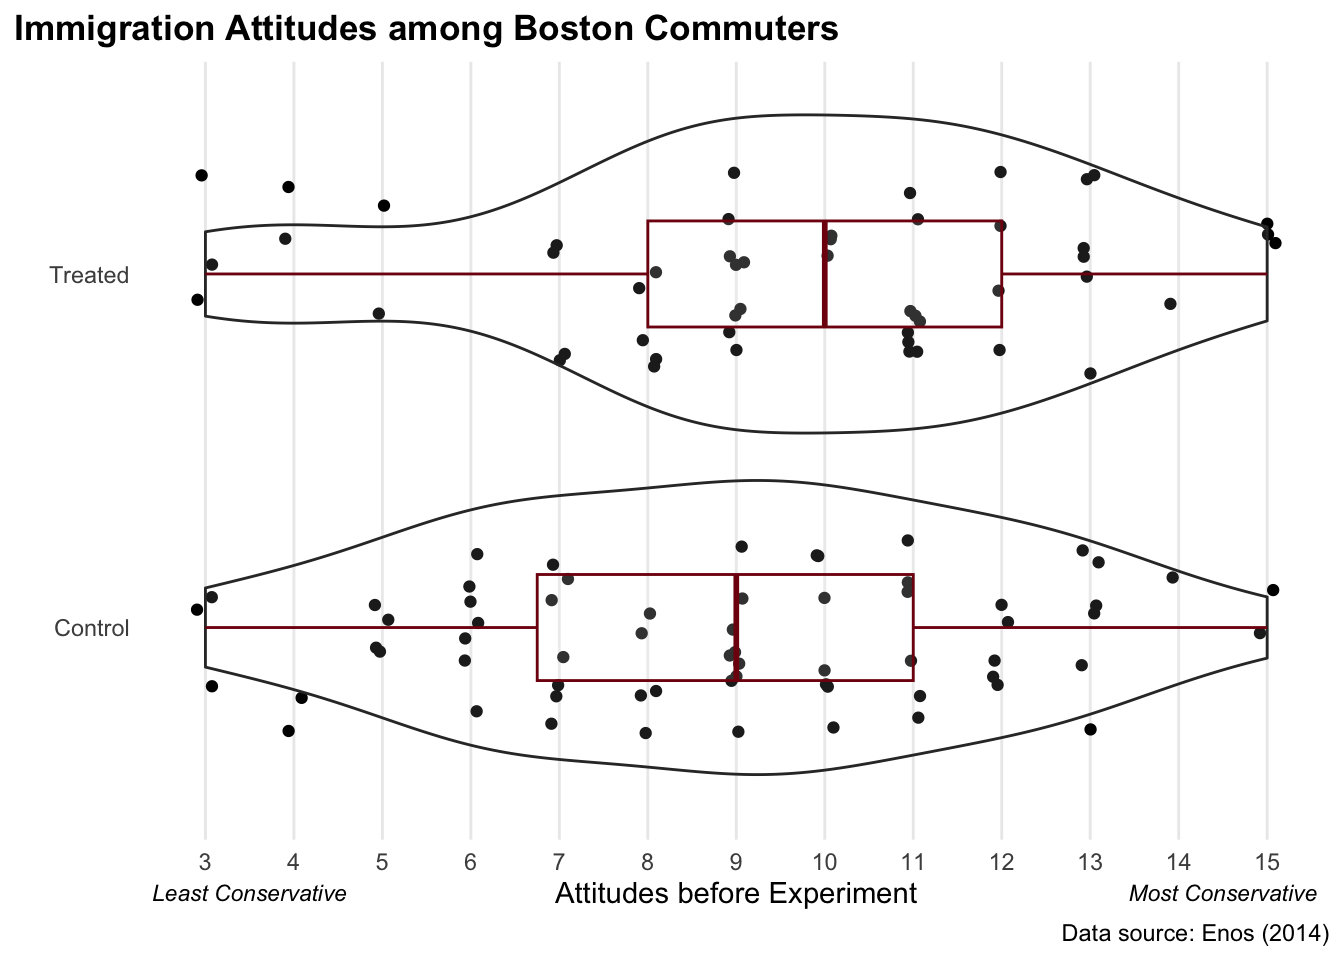 Immigration Attitudes among Boston Commuters
Treated
Control
3 4 5 6 7 8 9 10 11 12 13 14 15
Least Conservative Attitudes before Experiment Most Conservative
Data source: Enos (2014)